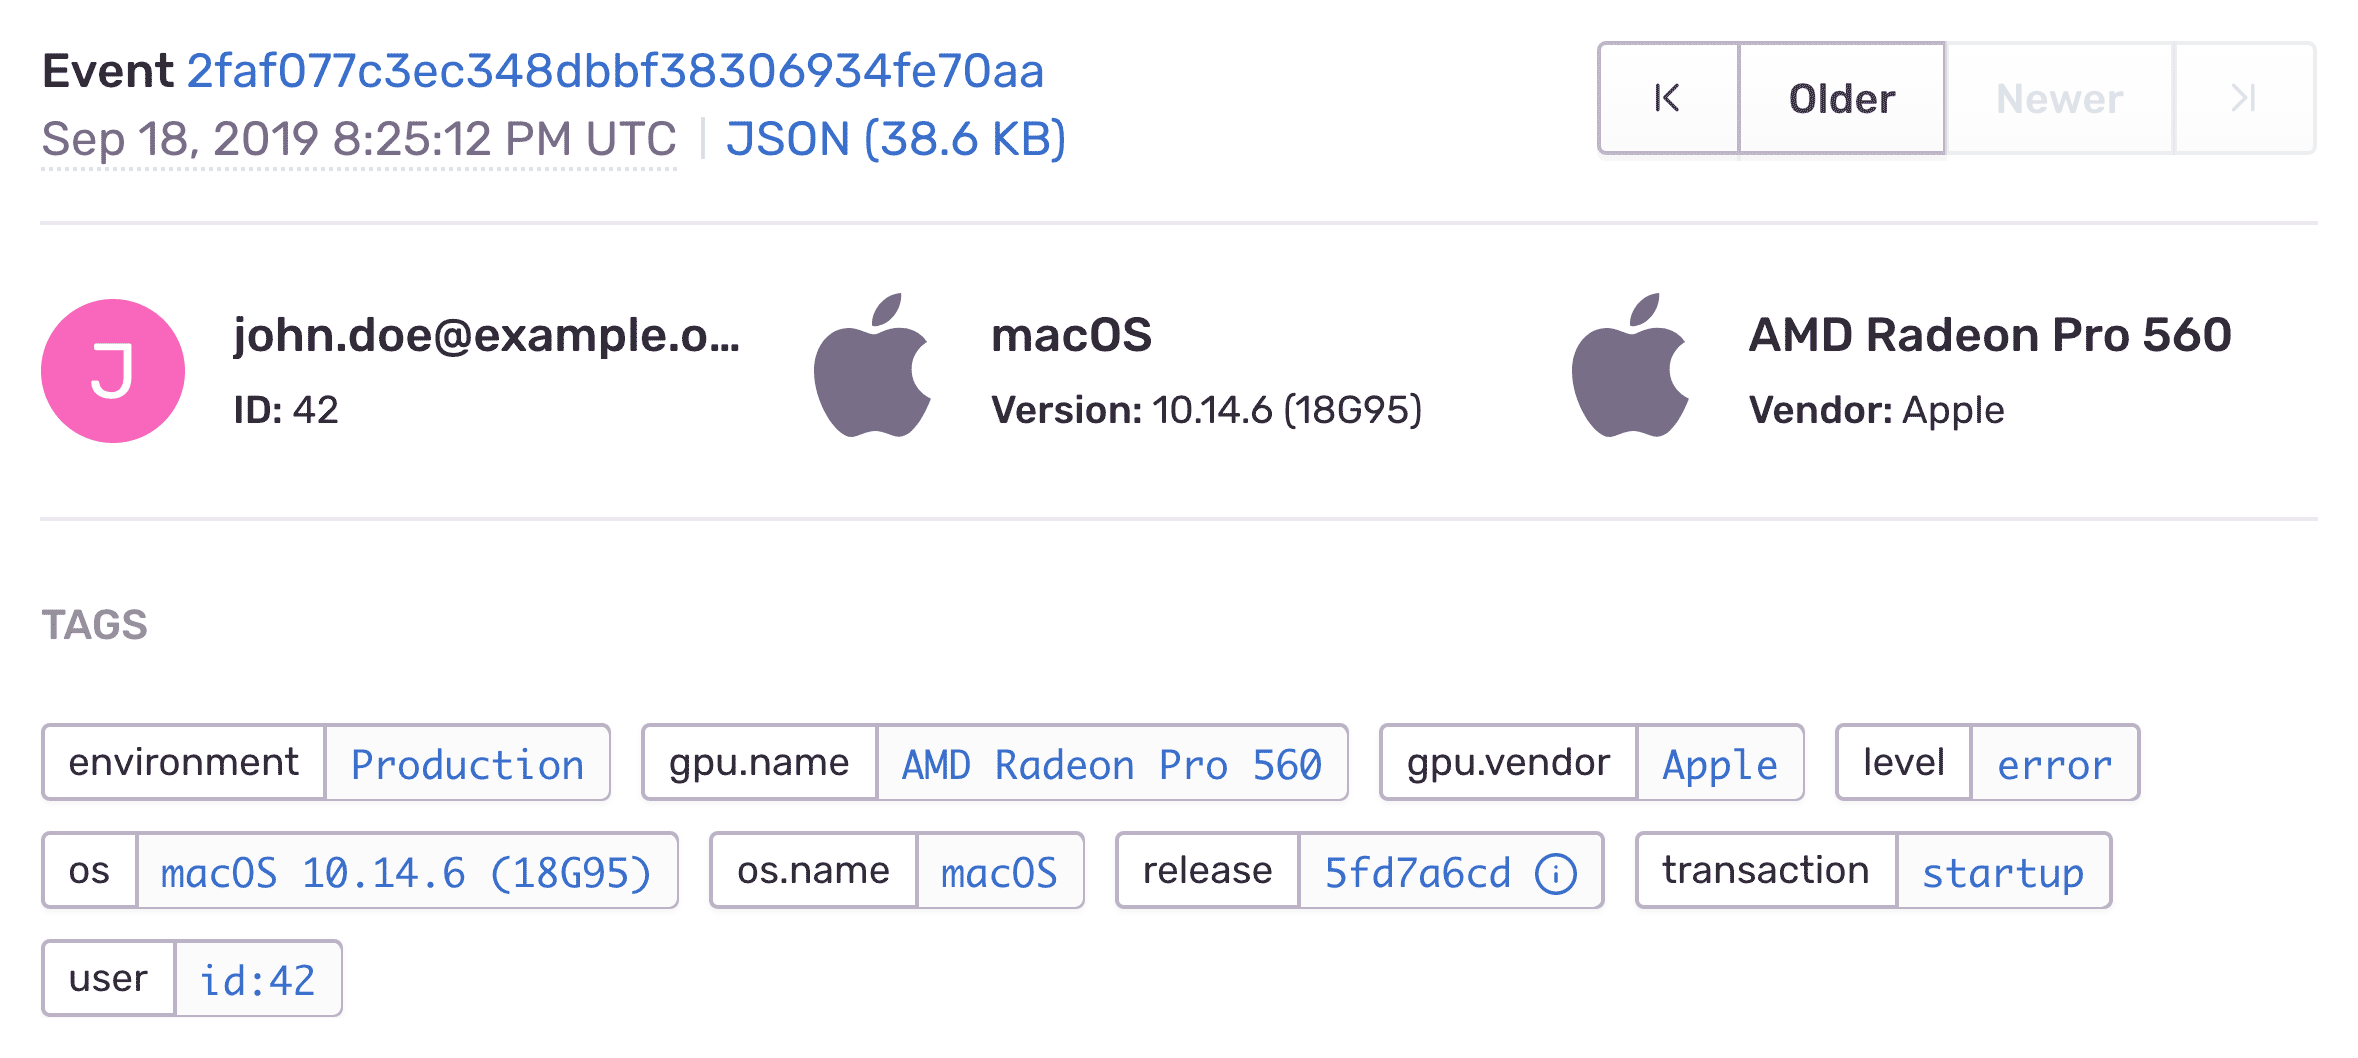 Event 2faf077c3ec348dbbf38306934fe70aa
Sep 18, 2019 8:25:12 PM UTC | JSON (38.6 KB)
Older Newer
J
john.doe@example.o...
ID: 42
macOS
Version: 10.14.6 (18G95)
AMD Radeon Pro 560
Vendor: Apple
TAGS
environment Production gpu.name AMD Radeon Pro 560 gpu.vendor Apple level error
os macOS 10.14.6 (18G95) os.name macOS release 5fd7a6cd transaction startup
user id:42